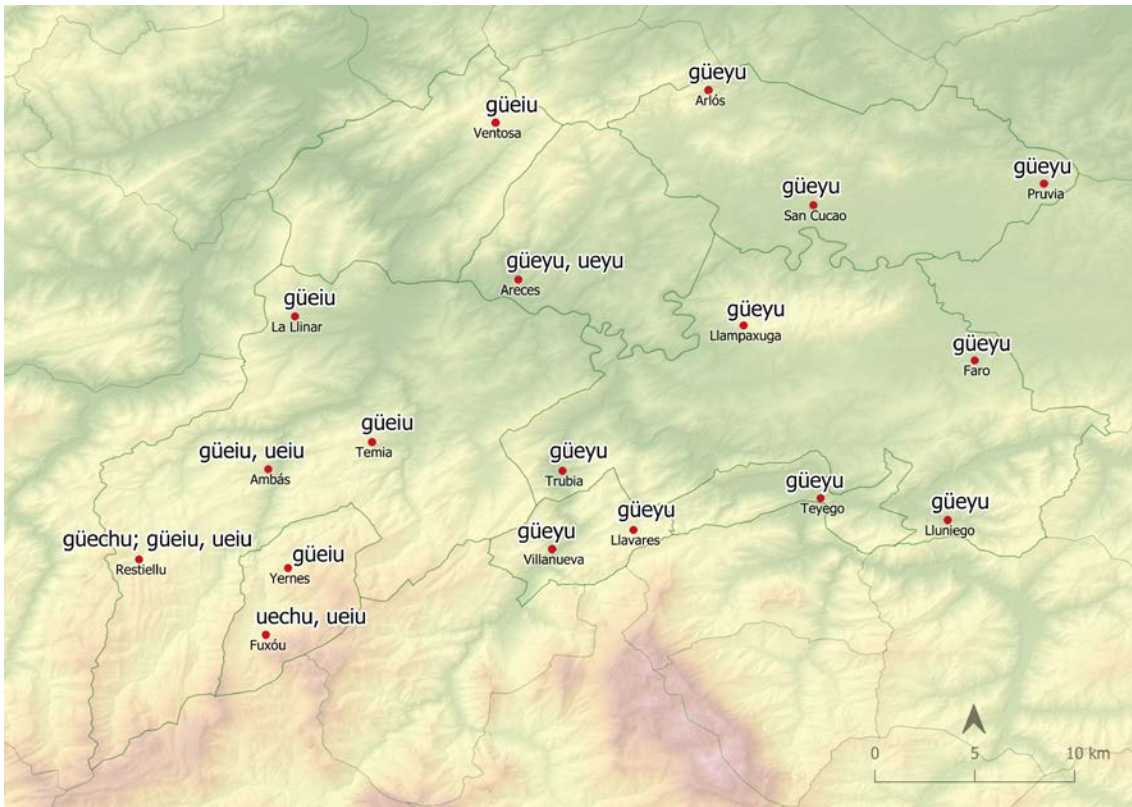 güeyu
Arlós
güeiu
Ventosa
güeyu
Pruvia
güeyu
San Cucao
güeyu, ueyu
Areces
güeiu
La Llinar
güeyu
Llampaxuga
güeyu
Faro
güeiu
Temia
güeiu, ueiu
Ambás
güeyu
Trubia
güeyu
Teyego
güeyu
Lluniego
güeyu
Llavares
güeyu
Villanueva
güechu; güeiu, ueiu
Restiellu
güeiu
Yernes
uechu, ueiu
Fuxóu
0 5 10 km